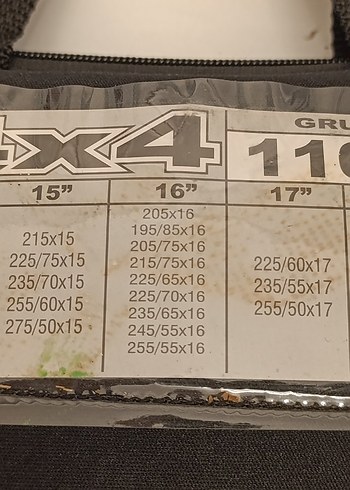 4x4
GRU
110
15” 16” 17”
215x15
225/75x15
235/70x15
255/60x15
275/50x15
205x16
195/85x16
205/75x16
215/75x16
225/65x16
225/70x16
235/65x16
245/55x16
255/55x16
225/60x17
235/55x17
255/50x17